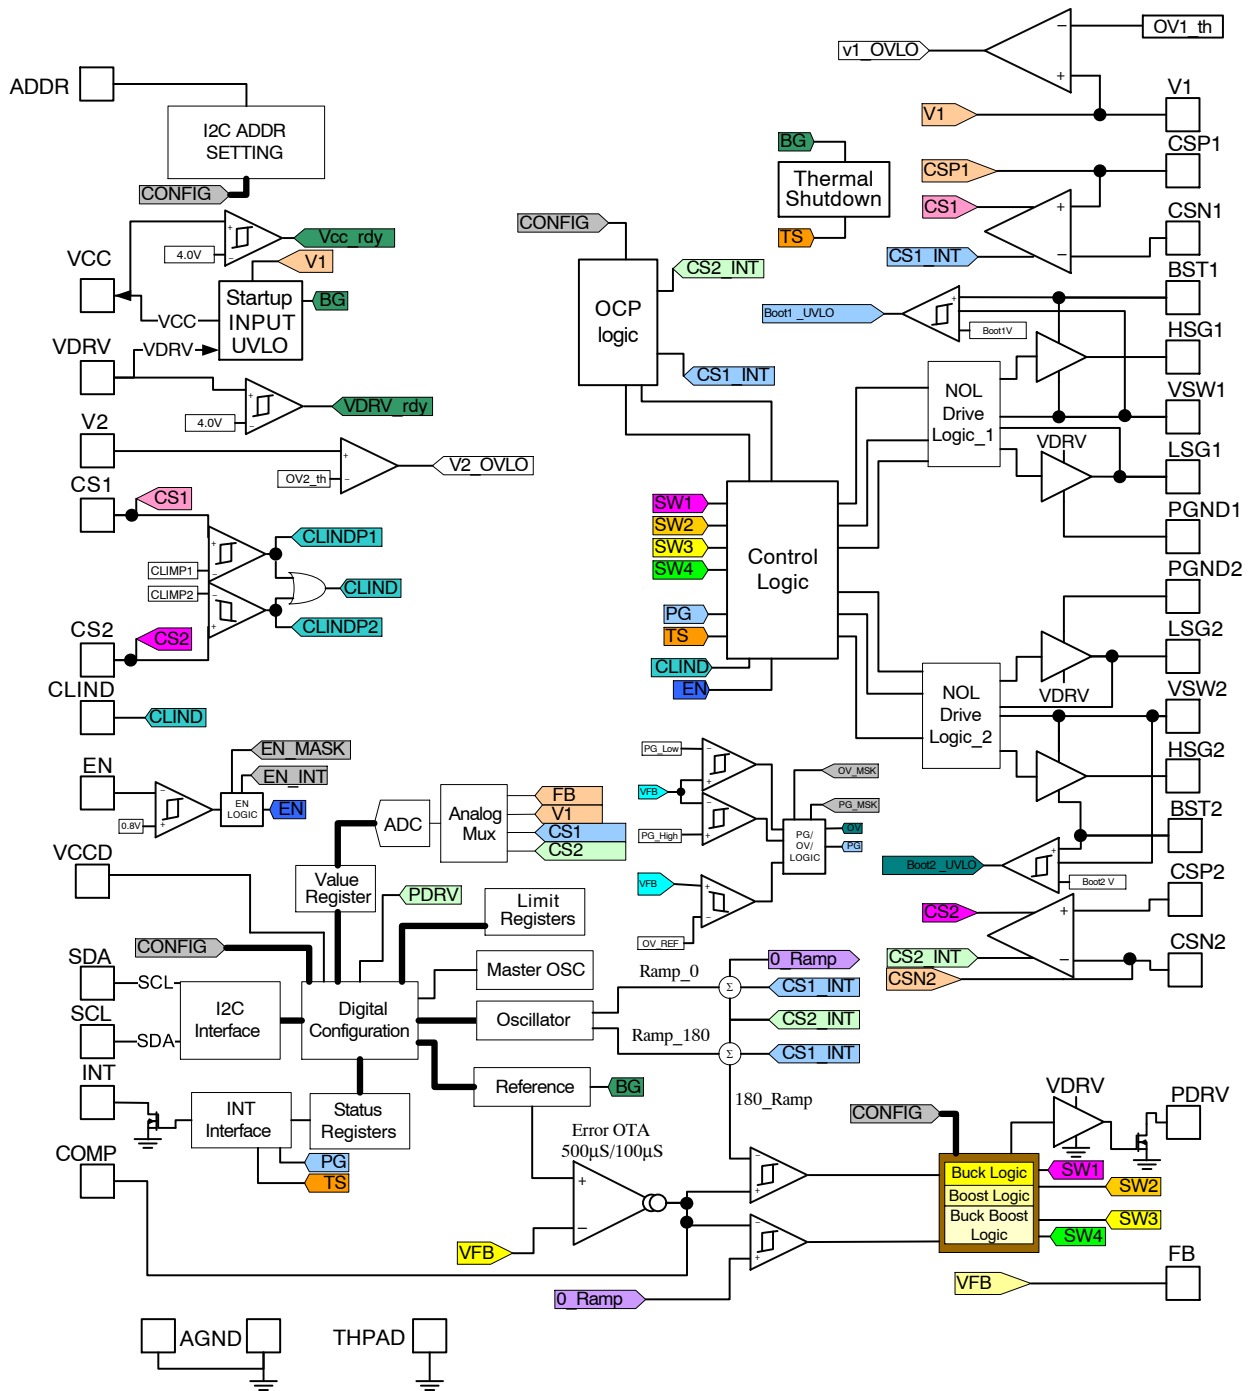 ADDR
I2C ADDR
SETTING
CONFIG
VCC
4.0V
Vcc_rdy
V1
Startup
INPUT
UVLO
BG
VCC
VDRV
VDRV
4.0V
VDRV_rdy
V2
OV2_th
V2_OVLO
CS1
CS1
CLIMP1
CLIMP2
CLINDP1
CLIND
CLINDP2
CS2
CS2
CLIND
CLIND
EN
0.8V
EN_MASK
EN_INT
EN
LOGIC
EN
VCCD
ADC
Analog
Mux
FB
V1
CS1
CS2
Value
Register
PDRV
Limit
Registers
CONFIG
SDA
SCL
SCL
SDA
I2C
Interface
Digital
Configuration
Master OSC
Oscillator
Reference
BG
Ramp_0
Ramp_180
0_Ramp
CS1_INT
CS2_INT
CS1_INT
Σ
Σ
180_Ramp
INT
INT
Interface
Status
Registers
PG
TS
COMP
Error OTA
500µS/100µS
+
−
VFB
0_Ramp
AGND
THPAD
v1_OVLO
OV1_th
V1
V1
BG
Thermal
Shutdown
TS
CSP1
CSP1
CS1
CS1_INT
CSN1
CONFIG
OCP
logic
CS2_INT
CS1_INT
BST1
Boot1_UVLO
Boot1V
HSG1
NOL
Drive
Logic_1
VSW1
VDRV
LSG1
PGND1
SW1
SW2
SW3
SW4
PG
TS
CLIND
EN
Control
Logic
PGND2
LSG2
VDRV
NOL
Drive
Logic_2
VSW2
HSG2
BST2
Boot2_UVLO
Boot2 V
PG_Low
VFB
PG_High
VFB
OV_REF
OV_MSK
PG_MSK
PG/
OV/
LOGIC
OV
PG
CSP2
CS2
CS2_INT
CSN2
CSN2
CONFIG
VDRV
PDRV
Buck Logic
Boost Logic
Buck Boost
Logic
SW1
SW2
SW3
SW4
FB
VFB